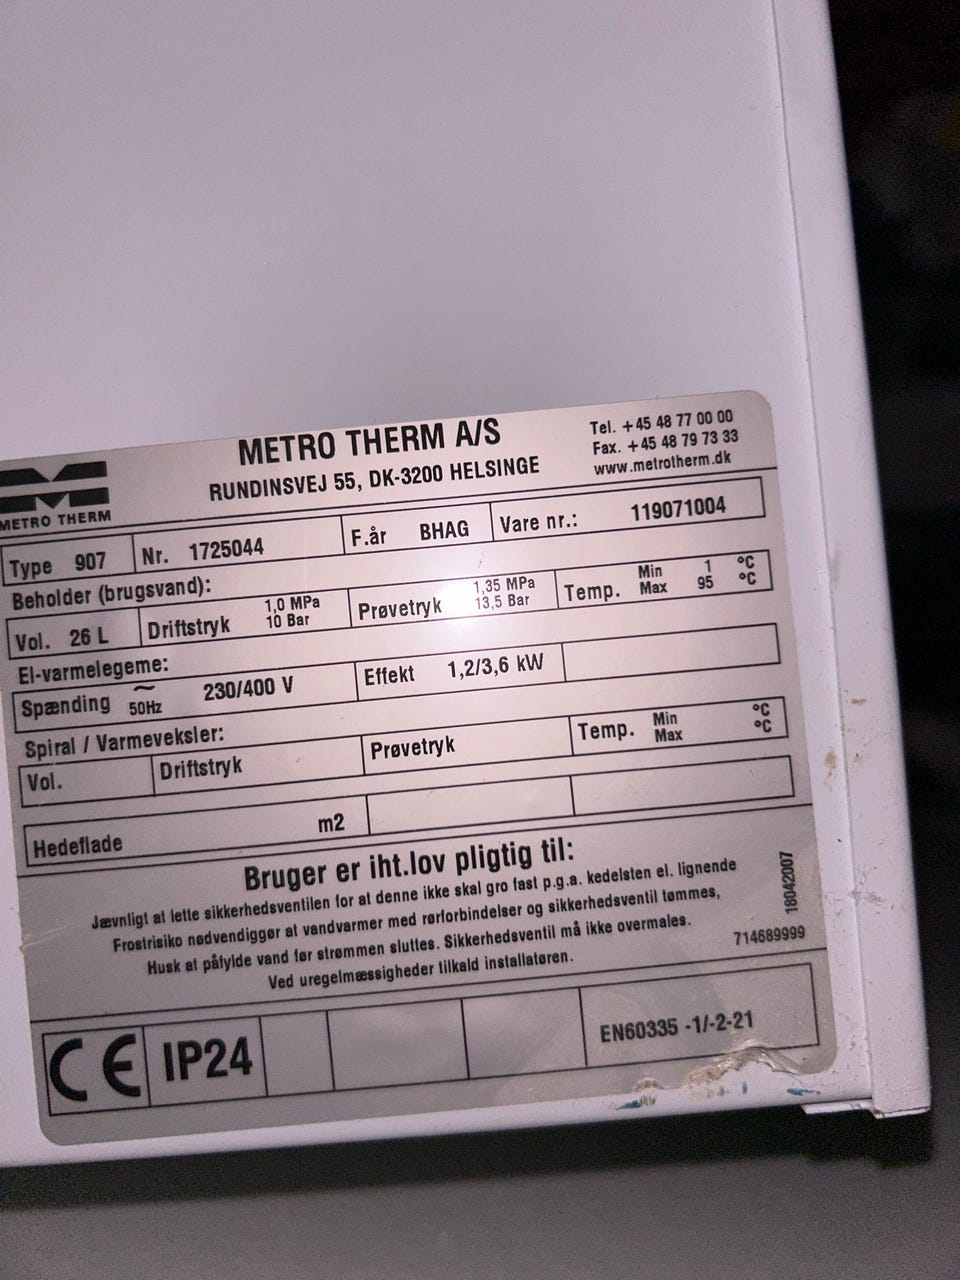 METRO THERM A/S
RUNDINSVEJ 55, DK-3200 HELSINGE
Tel. +45 48 77 00 00
Fax. +45 48 79 73 33
www.metrotherm.dk
METRO THERM
Type 907 Nr. 1725044 F.år BHAG Vare nr.: 119071004
Beholder (brugsvand):
Vol. 26 L Driftstryk 1,0 MPa 10 Bar Prøvetryk 1,35 MPa 13,5 Bar Temp. Min 1 °C Max 95 °C
El-varmelegeme:
Spænding ~ 50Hz 230/400 V Effekt 1,2/3,6 kW
Spiral / Varmeveksler:
Vol. Driftstryk Prøvetryk Temp. Min °C Max °C
Hedeflade m2
Bruger er iht.lov pligtig til:
Jævnligt at lette sikkerhedsventilen for at denne ikke skal gro fast p.g.a. kedelsten el. lignende
Frostrisiko nødvendiggør at vandvarmer med rørforbindelser og sikkerhedsventil tømmes,
Husk at påfylde vand før strømmen sluttes. Sikkerhedsventil må ikke overmales.
Ved uregelmæssigheder tilkald installatøren.
714689999
18042007
CE IP24 EN60335 -1/-2-21